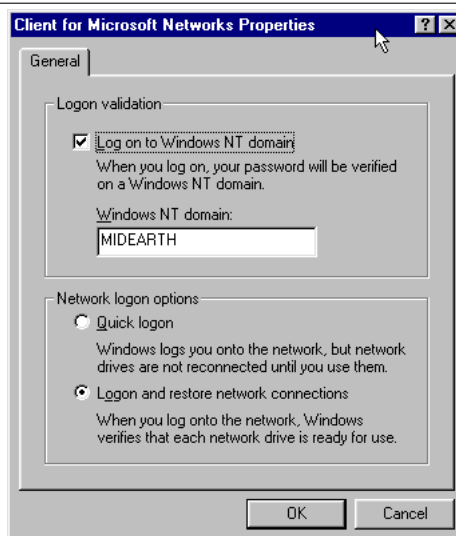 Client for Microsoft Networks Properties
General
Logon validation
Log on to Windows NT domain
When you log on, your password will be verified
on a Windows NT domain.
Windows NT domain:
MIDEARTH
Network logon options
Quick logon
Windows logs you onto the network, but network
drives are not reconnected until you use them.
Logon and restore network connections
When you log onto the network, Windows
verifies that each network drive is ready for use.
OK Cancel